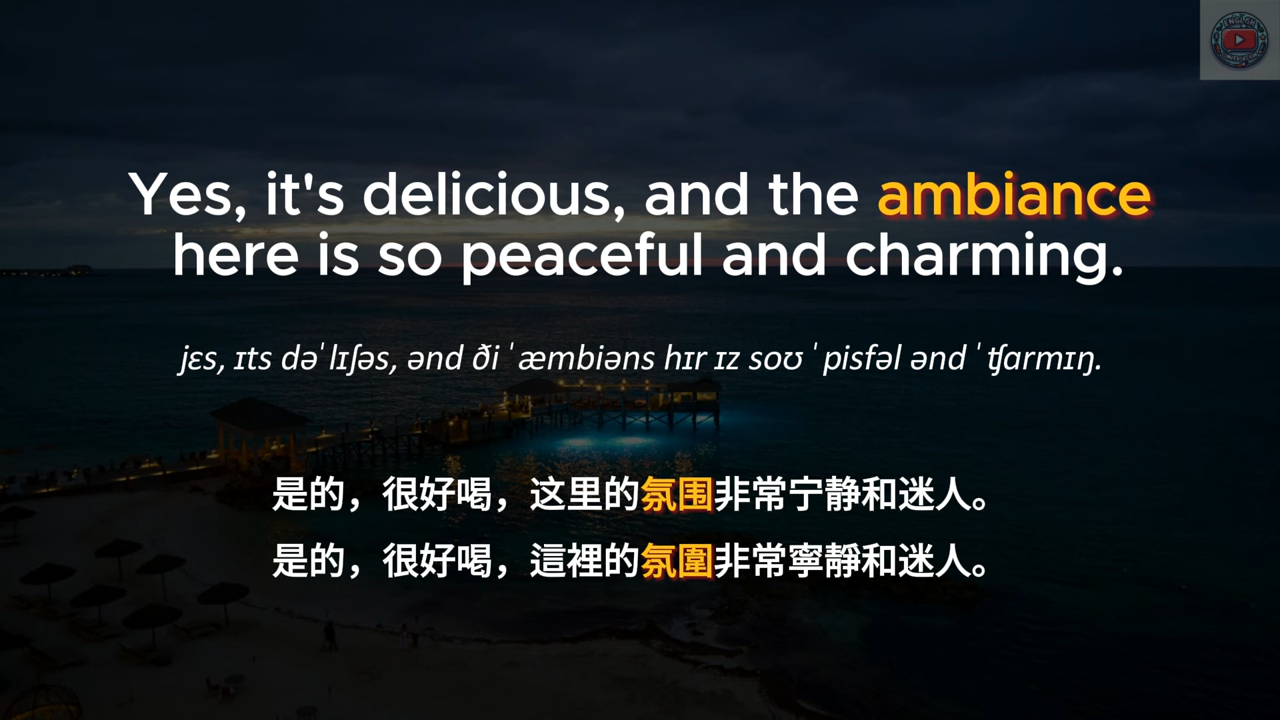 Yes, it's delicious, and the ambiance
here is so peaceful and charming.
jɛs, ɪts dəˈlɪʃəs, ənd ði ˈæmbiəns hɪr ɪz soʊ ˈpisfəl ənd ˈʧɑrmɪŋ.
是的，很好喝，这里的氛围非常宁静和迷人。
是的，很好喝，這裡的氛圍非常寧靜和迷人。